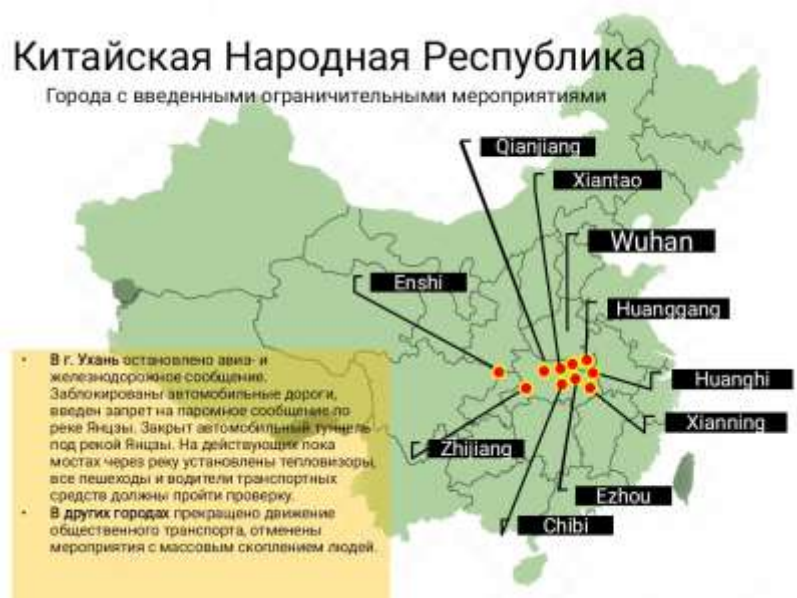 Китайская Народная Республика
Города с введенными ограничительными мероприятиями
Qianjiang
Xiantao
Wuhan
Enshi
Huanggang
Huanghi
Xianning
Zhijiang
Ezhou
Chibi
• В г. Ухань остановлено авиа- и
железнодорожное сообщение.
Заблокированы автомобильные дороги,
введен запрет на паромное сообщение по
реке Янцзы. Закрыт автомобильный туннель
под рекой Янцзы. На действующих пока
мостах через реку установлены тепловизоры,
все пешеходы и водители транспортных
средств должны пройти проверку.
• В других городах прекращено движение
общественного транспорта, отменены
мероприятия с массовым скоплением людей.